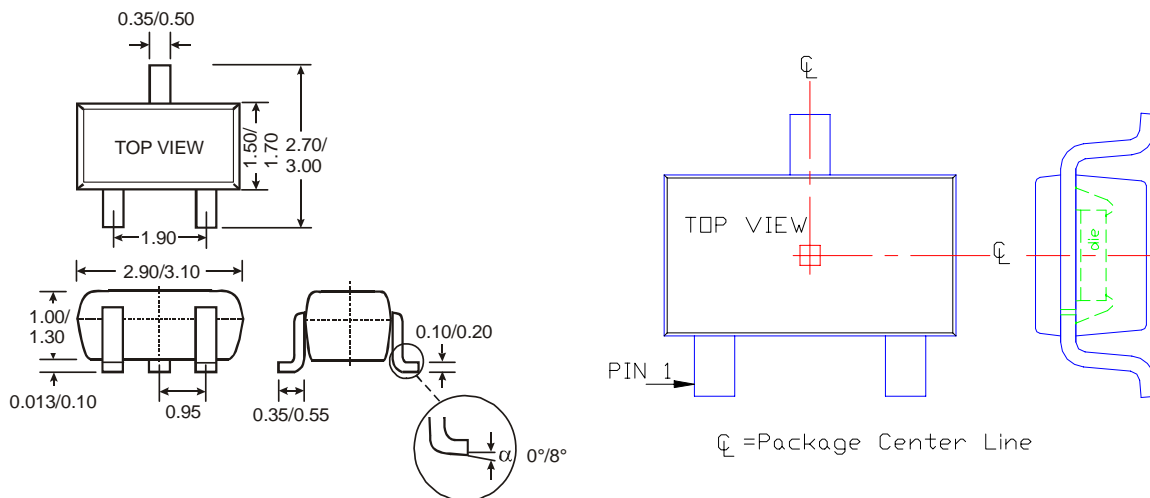 0.35/0.50
TOP VIEW
1.50/
1.70
2.70/
3.00
1.90
2.90/3.10
1.00/
1.30
0.013/0.10
0.95
0.35/0.55
0.10/0.20
α
0°/8°
℄
TOP VIEW
℄
die
PIN 1
℄ =Package Center Line